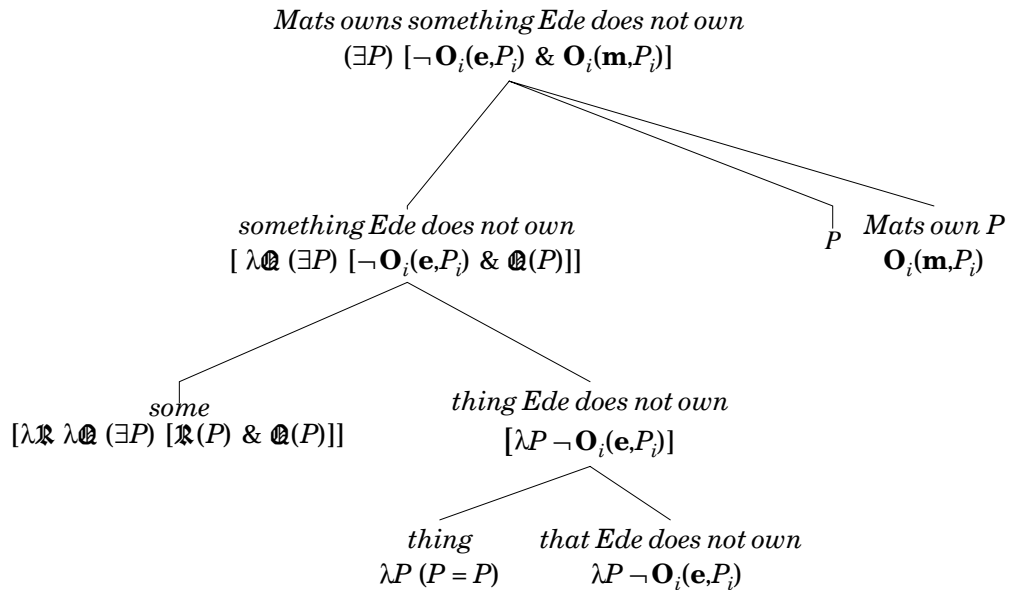 Mats owns something Ede does not own
(∃P) [¬ O_i(e,P_i) & O_i(m,P_i)]
something Ede does not own
[ λ𝕼 (∃P) [¬ O_i(e,P_i) & 𝕼(P)]]
P
Mats own P
O_i(m,P_i)
some
[λ𝕽 λ𝕼 (∃P) [𝕽(P) & 𝕼(P)]]
thing Ede does not own
[λP ¬ O_i(e,P_i)]
thing
λP (P = P)
that Ede does not own
λP ¬ O_i(e,P_i)